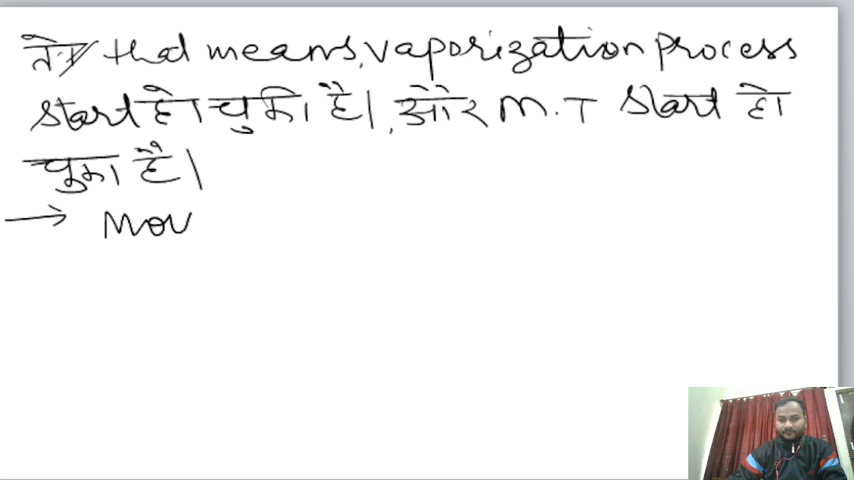 तो that means, vaporization process
start हो चुकी है। और M.T start हो
चुका है।
→ Mov